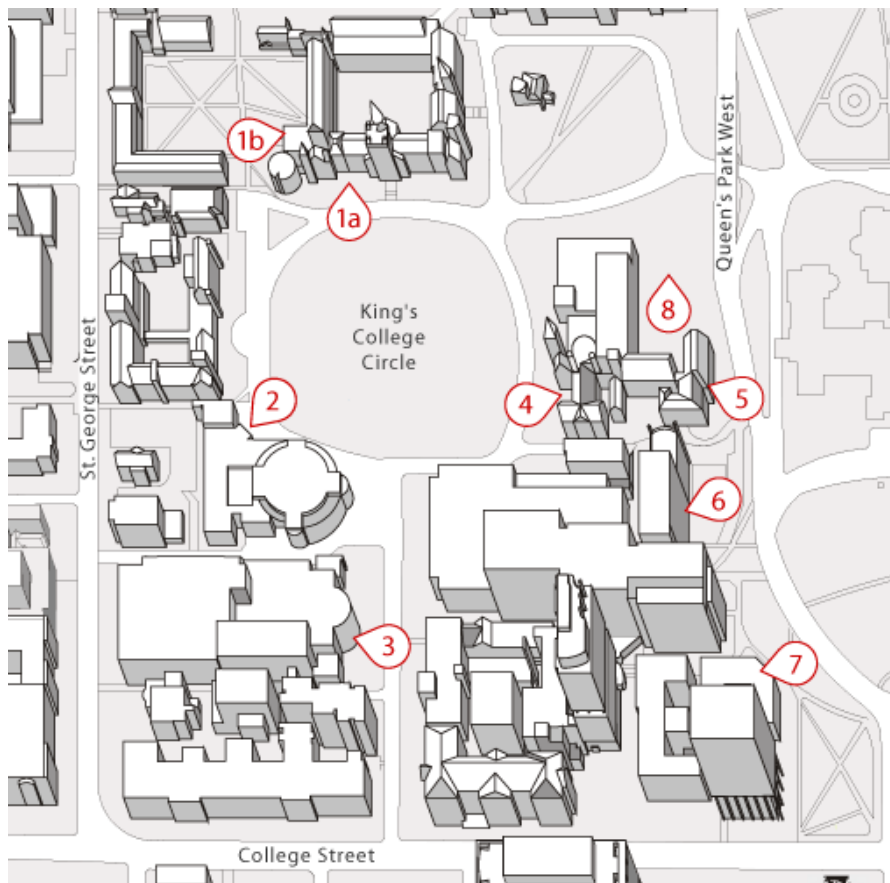 1b
1a
Queen's Park West
King's
College
Circle
8
St. George Street
2
4
5
6
3
7
College Street